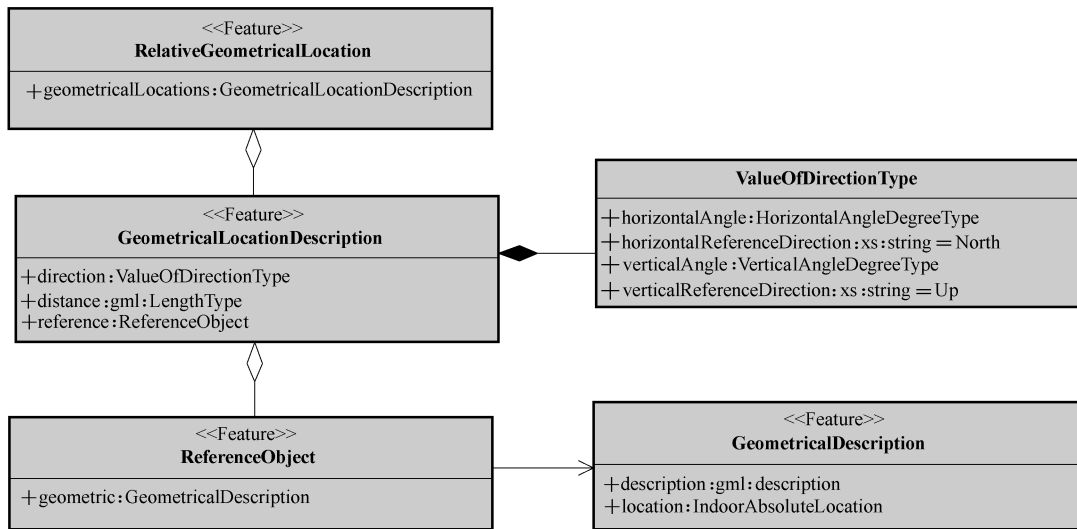 <<Feature>>
RelativeGeometricalLocation
+geometricalLocations:GeometricalLocationDescription
<<Feature>>
GeometricalLocationDescription
+direction:ValueOfDirectionType
+distance:gml:LengthType
+reference:ReferenceObject
ValueOfDirectionType
+horizontalAngle:HorizontalAngleDegreeType
+horizontalReferenceDirection:xs:string=North
+verticalAngle:VerticalAngleDegreeType
+verticalReferenceDirection:xs:string=Up
<<Feature>>
ReferenceObject
+geometric:GeometricalDescription
<<Feature>>
GeometricalDescription
+description:gml:description
+location:IndoorAbsoluteLocation